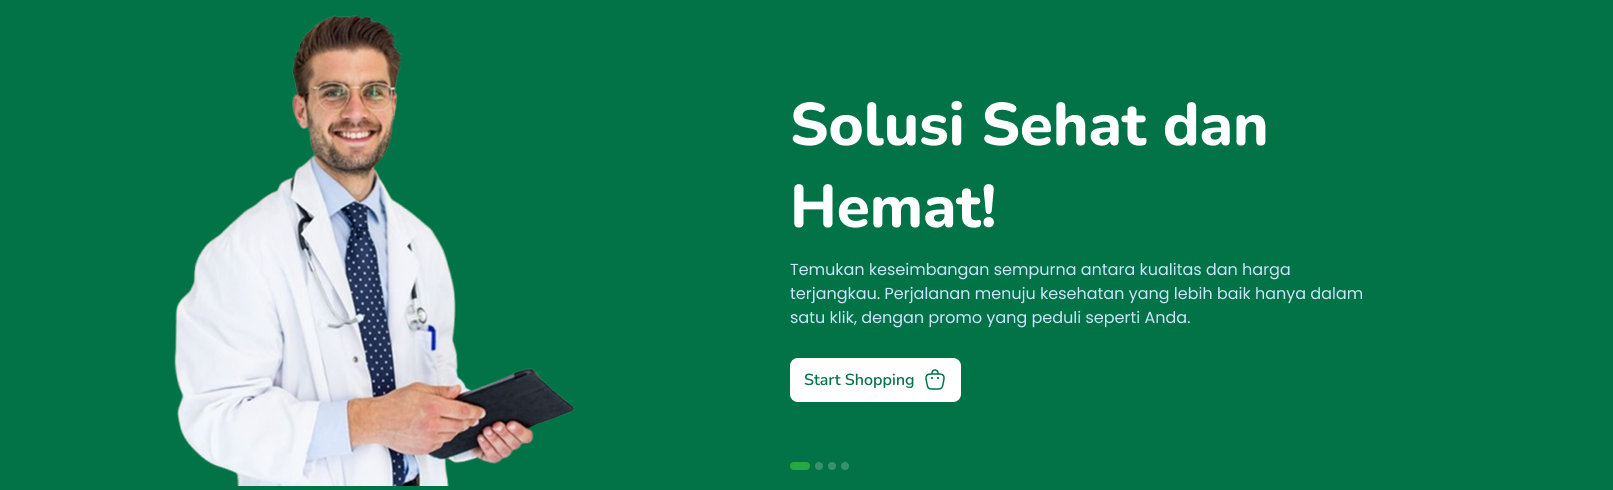 Solusi Sehat dan
Hemat!
Temukan keseimbangan sempurna antara kualitas dan harga
terjangkau. Perjalanan menuju kesehatan yang lebih baik hanya dalam
satu klik, dengan promo yang peduli seperti Anda.
Start Shopping